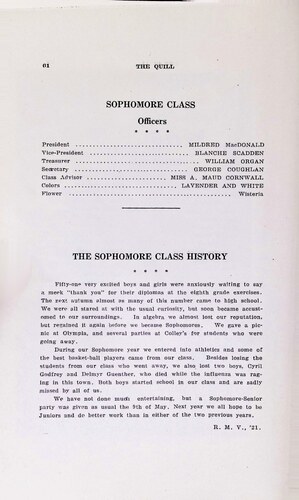 61 THE QUILL
SOPHOMORE CLASS
Officers
* * * *
President .............................. MILDRED MacDONALD
Vice-President .............................. BLANCHE SCADDEN
Treasurer .............................. WILLIAM ORGAN
Secretary .............................. GEORGE COUGHLAN
Class Advisor .............................. MISS A. MAUD CORNWALL
Colors .............................. LAVENDER AND WHITE
Flower .............................. Wisteria
THE SOPHOMORE CLASS HISTORY
* * * *
Fifty-one very excited boys and girls were anxiously waiting to say
a meek "thank you" for their diplomas at the eighth grade exercises.
The next autumn almost as many of this number came to high school.
We were all stared at with the usual curiosity, but soon became accust-
omed to our surroundings. In algebra we almost lost our reputation,
but regained it again before we became Sophomores. We gave a pic-
nic at Olympia, and several parties at Colley's for students who were
going away.
During our Sophomore year we entered into athletics and some of
the best basket-ball players came from our class. Besides losing the
students from our class who went away, we also lost two boys, Cyril
Godfrey and Delmyr Guenther, who died while the influenza was rag-
ing in this town. Both boys started school in our class and are sadly
missed by all of us.
We have not done much entertaining, but a Sophomore-Senior
party was given as usual the 9th of May. Next year we all hope to be
Juniors and do better work than in either of the two previous years.
R. M. V., '21.